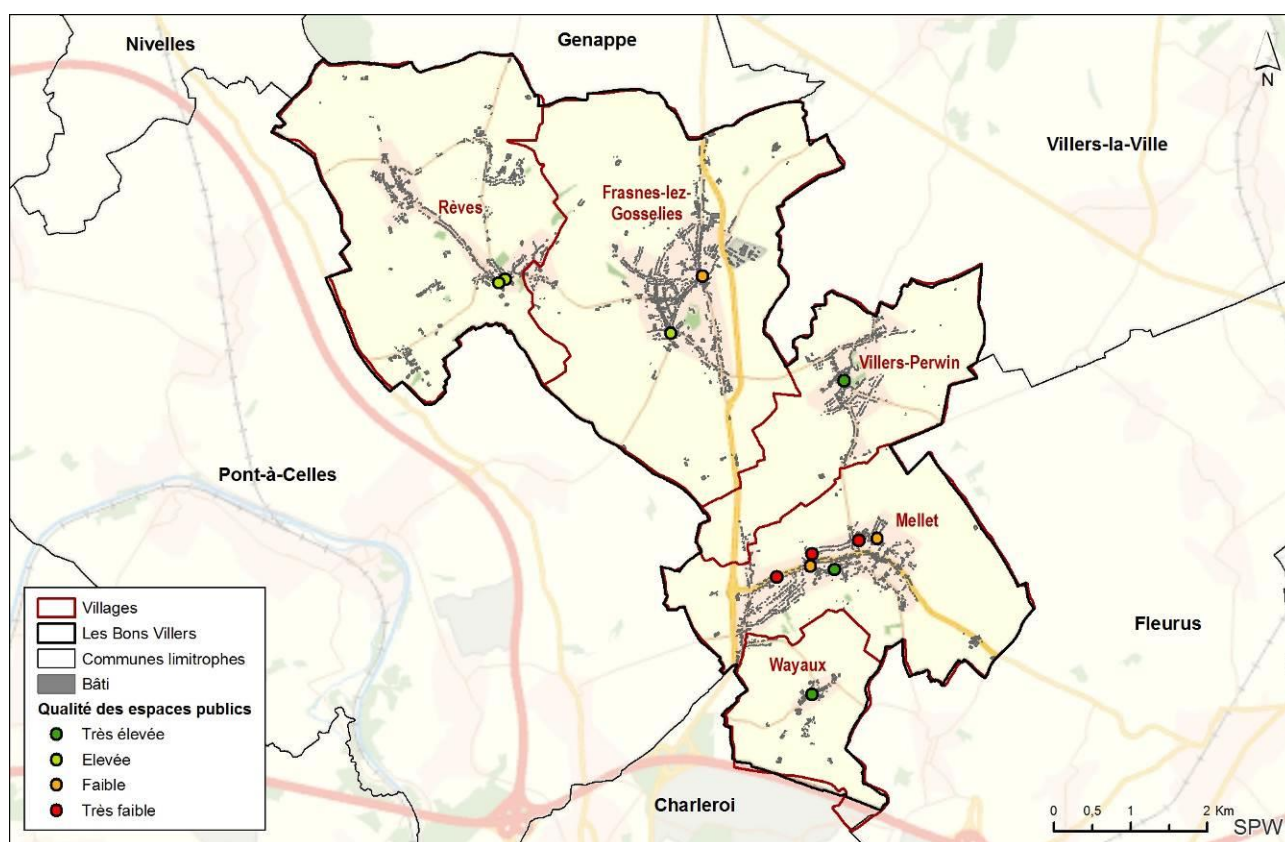 Nivelles
Genappe
N
Villers-la-Ville
Frasnes-lez-
Gosselies
Rèves
Villers-Perwin
Pont-à-Celles
Mellet
Fleurus
Wayaux
Charleroi
Villages
Les Bons Villers
Communes limitrophes
Bâti
Qualité des espaces publics
Très élevée
Elevée
Faible
Très faible
0 0,5 1 2 Km
SPW